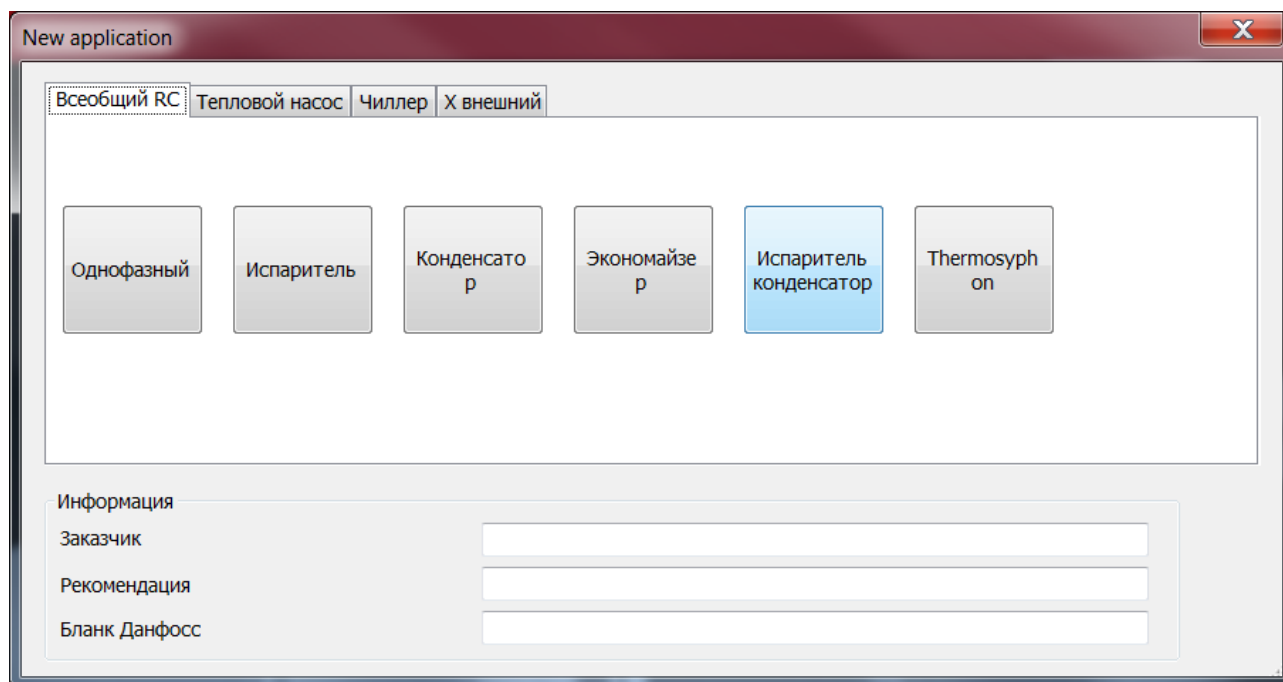 New application
X
Всеобщий RC Тепловой насос Чиллер X внешний
Однофазный
Испаритель
Конденсато
р
Экономайзе
р
Испаритель
конденсатор
Thermosyph
on
Информация
Заказчик
Рекомендация
Бланк Данфосс